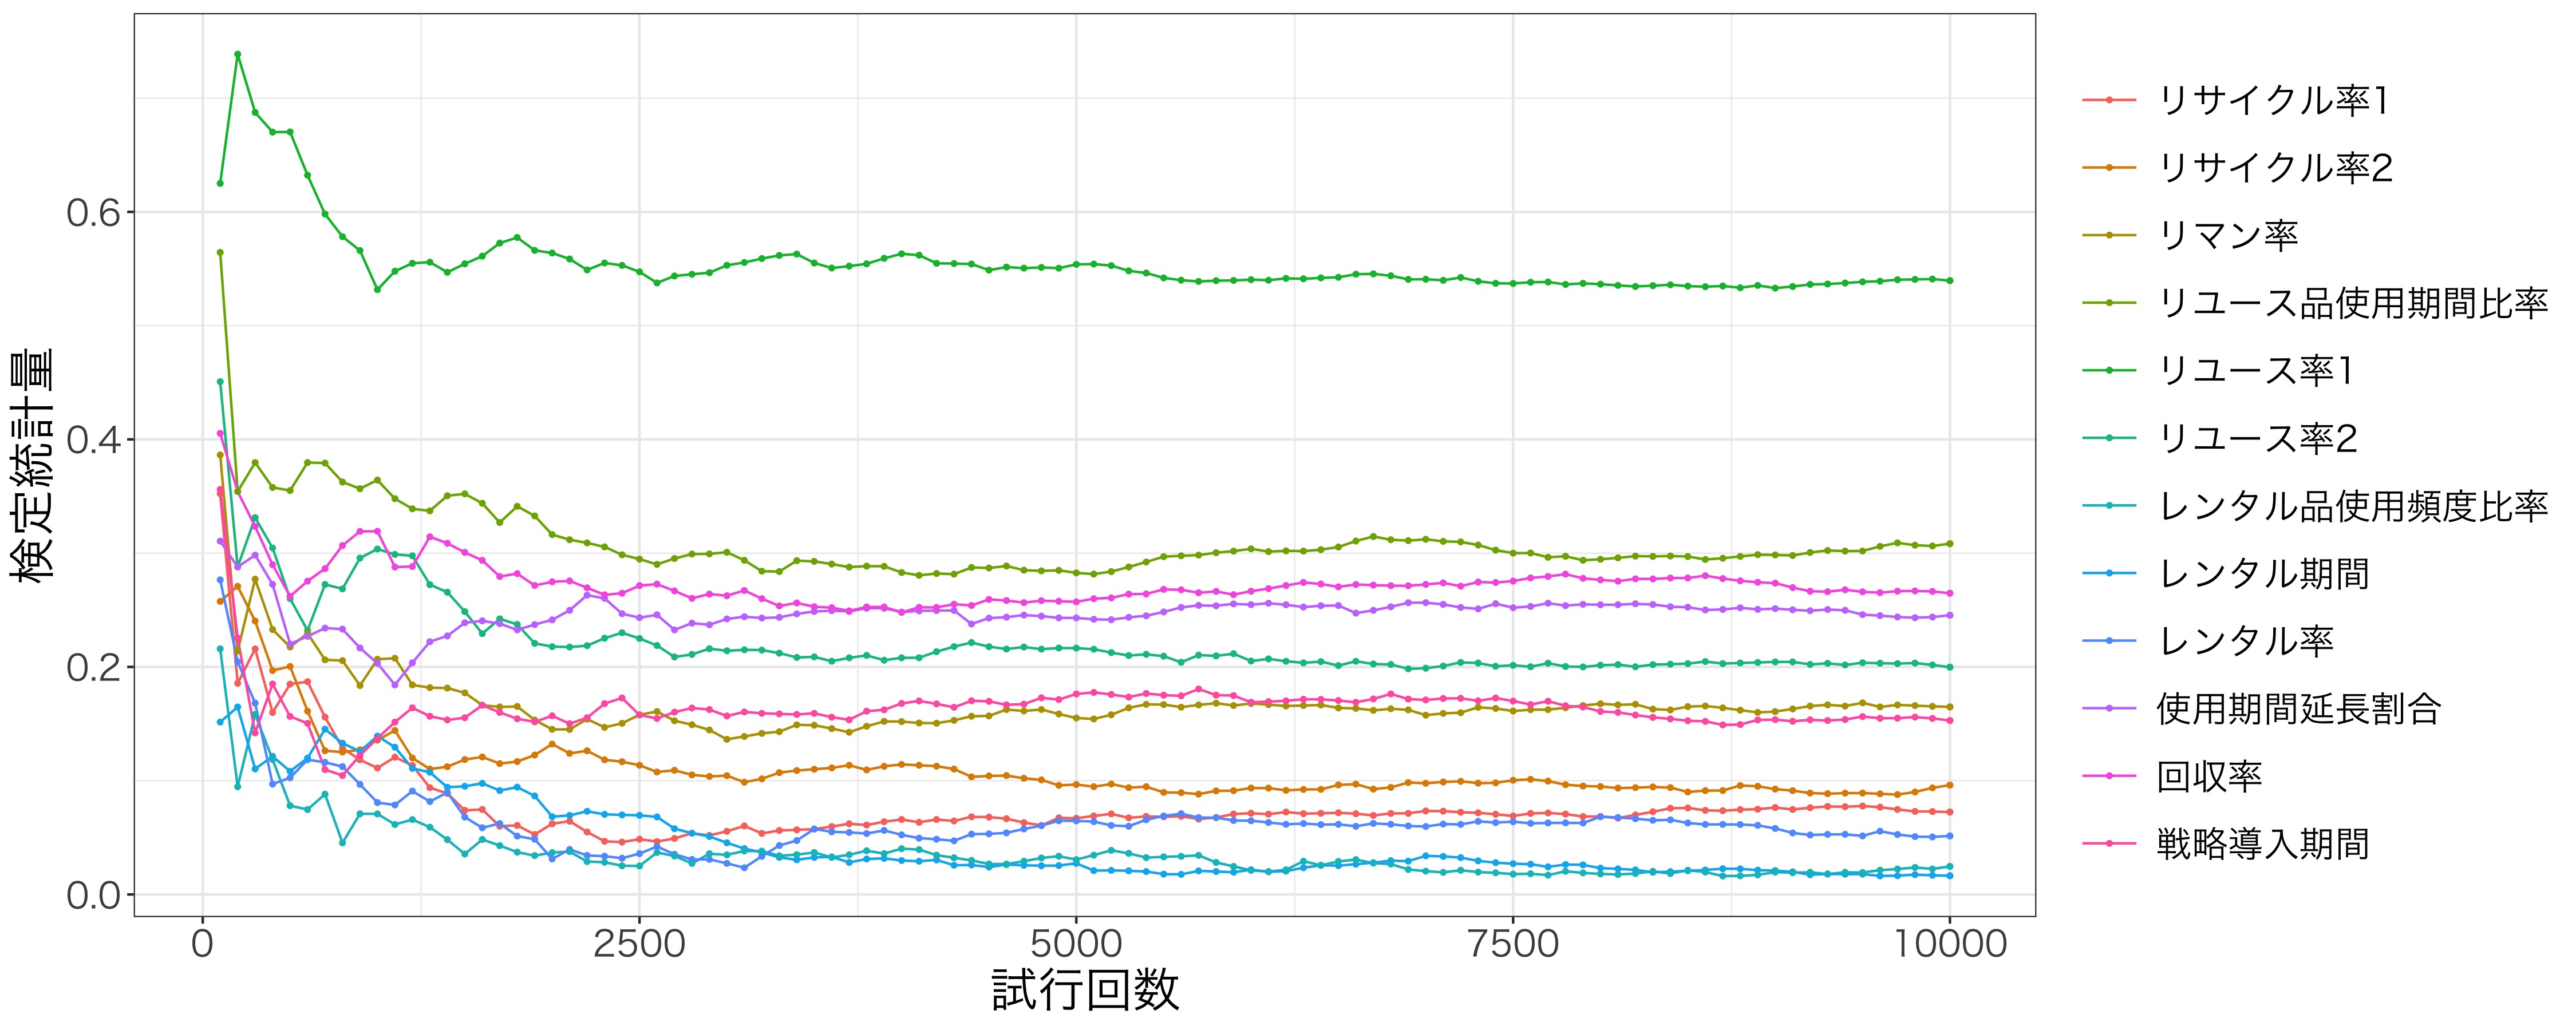 検定統計量
0.6
0.4
0.2
0.0
0
2500
5000
7500
10000
試行回数
リサイクル率1
リサイクル率2
リマン率
リユース品使用期間比率
リユース率1
リユース率2
レンタル品使用頻度比率
レンタル期間
レンタル率
使用期間延長割合
回収率
戦略導入期間